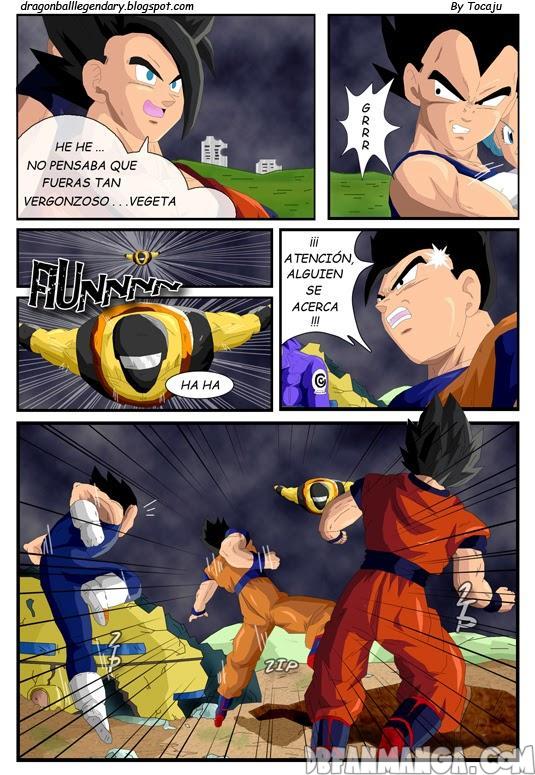 dragonballlegendary.blogspot.com
By Tocaju
HE HE ...
NO PENSABA QUE
FUERAS TAN
VERGONZOSO . . .VEGETA
GRRR
FIUNNNN
HA HA
¡¡¡
ATENCIÓN,
ALGUIEN
SE
ACERCA
!!!
ZIP
ZIP
ZIP
DBFANMANGA.COM